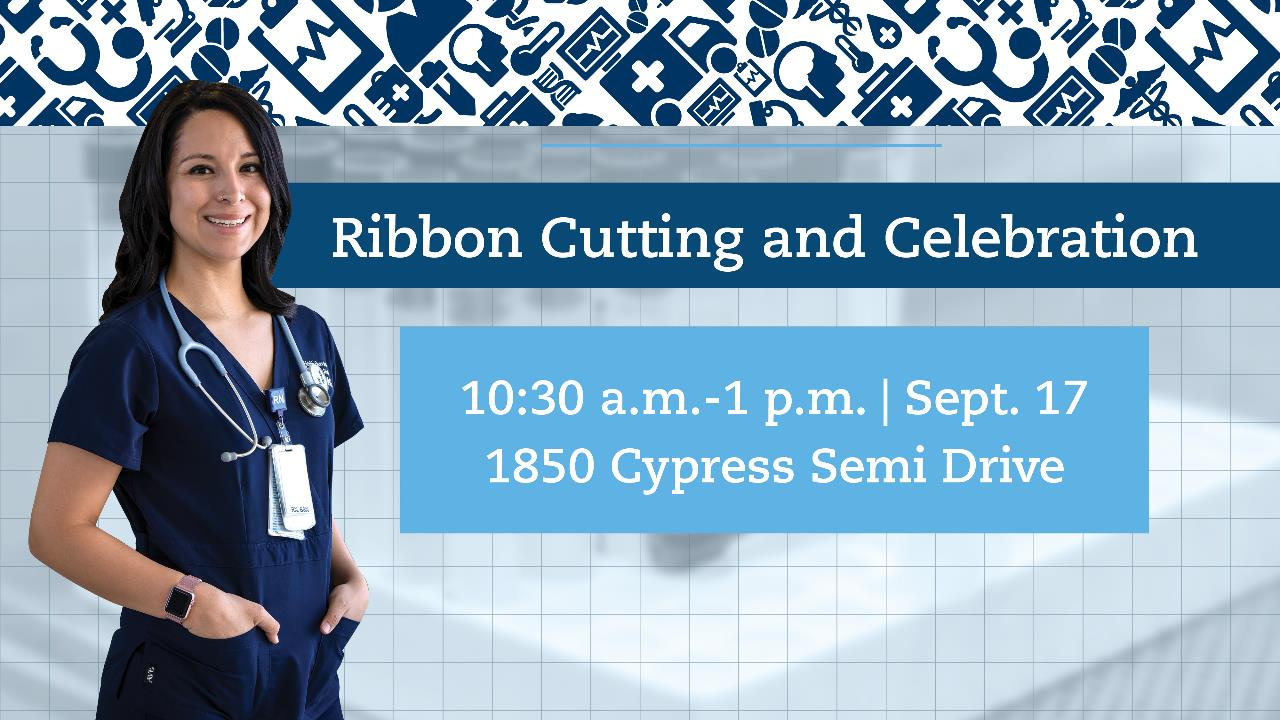 Ribbon Cutting and Celebration
10:30 a.m.-1 p.m. | Sept. 17
1850 Cypress Semi Drive
RN